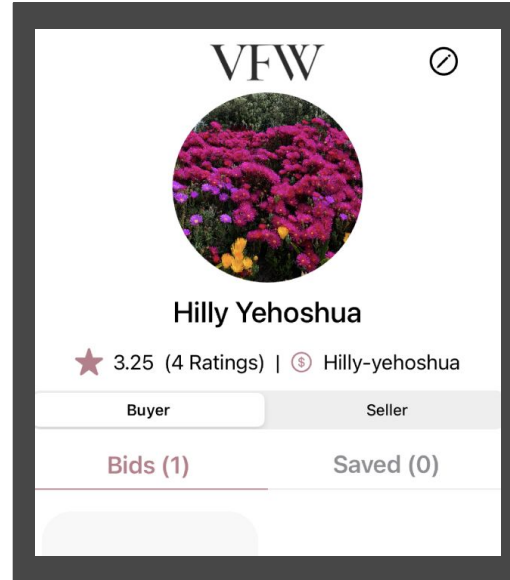 VFW
Hilly Yehoshua
3.25 (4 Ratings) | $ Hilly-yehoshua
Buyer Seller
Bids (1) Saved (0)